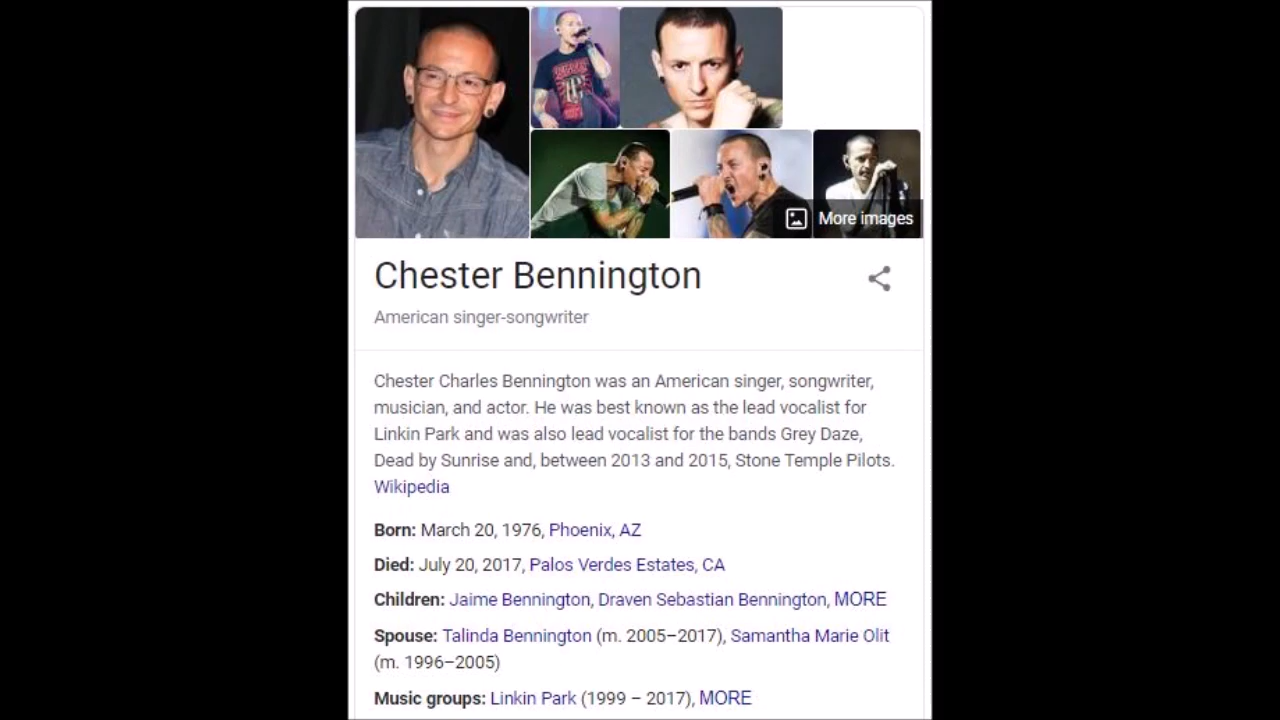 More images
Chester Bennington
American singer-songwriter
Chester Charles Bennington was an American singer, songwriter,
musician, and actor. He was best known as the lead vocalist for
Linkin Park and was also lead vocalist for the bands Grey Daze,
Dead by Sunrise and, between 2013 and 2015, Stone Temple Pilots.
Wikipedia
Born: March 20, 1976, Phoenix, AZ
Died: July 20, 2017, Palos Verdes Estates, CA
Children: Jaime Bennington, Draven Sebastian Bennington, MORE
Spouse: Talinda Bennington (m. 2005–2017), Samantha Marie Olit
(m. 1996–2005)
Music groups: Linkin Park (1999 – 2017), MORE